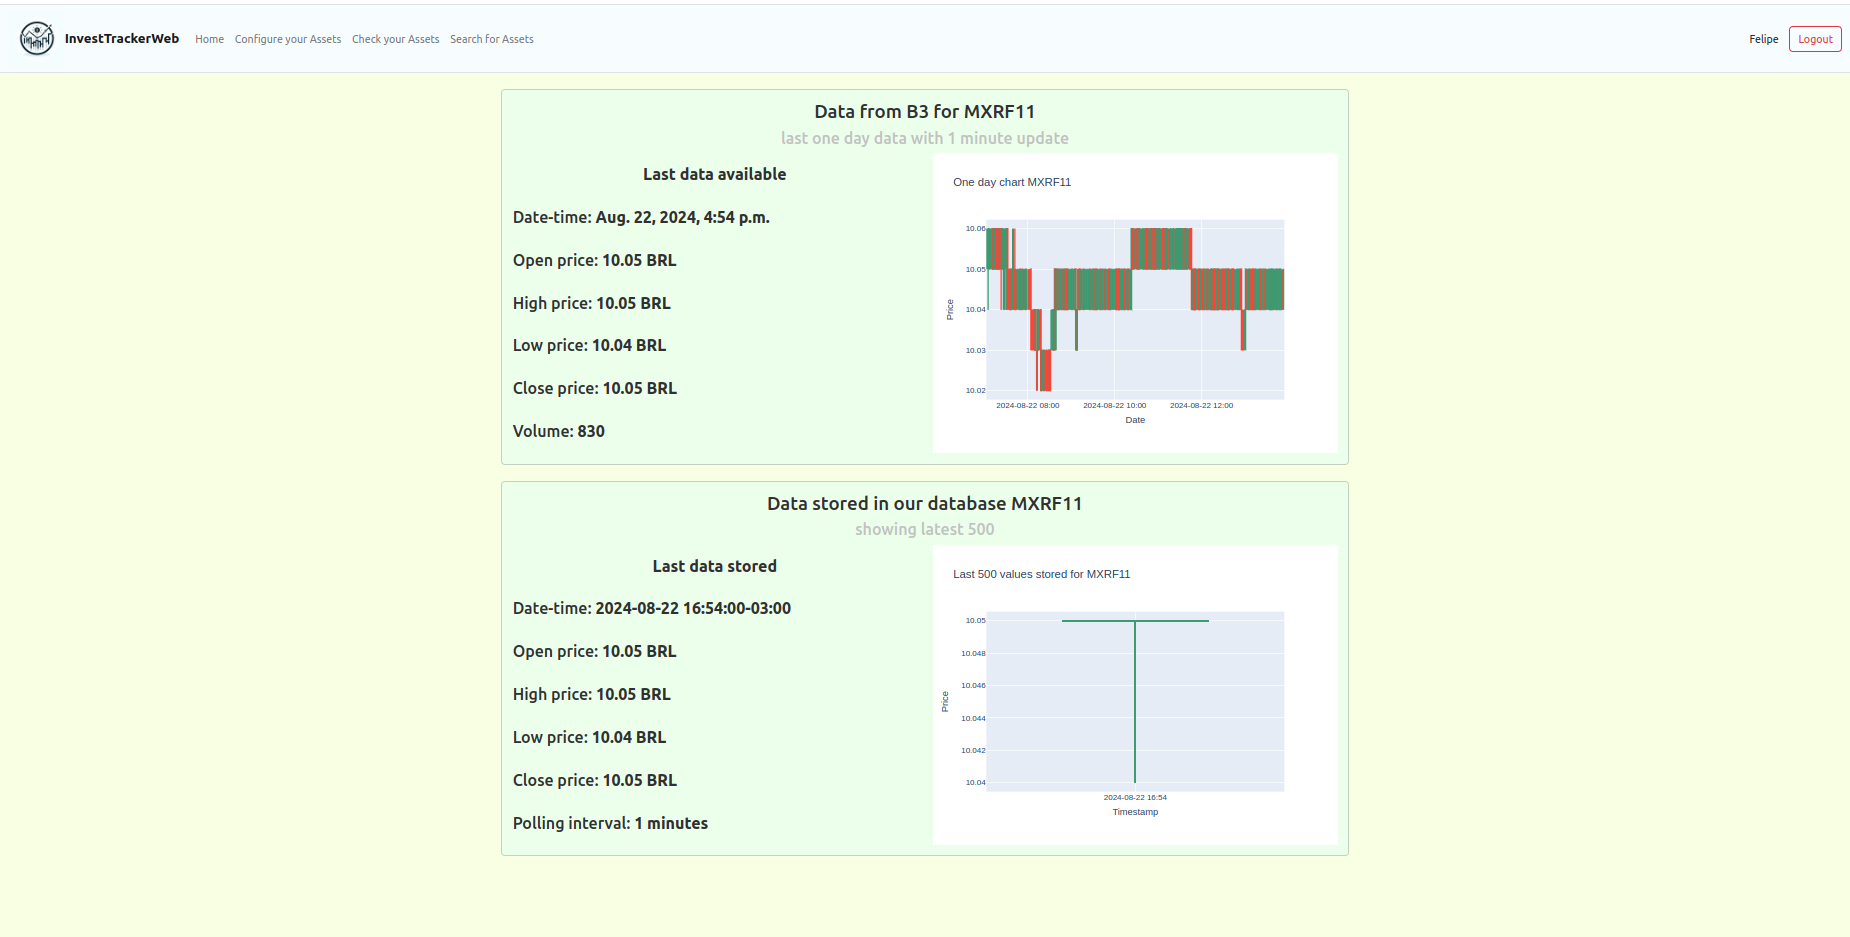 InvestTrackerWeb Home Configure your Assets Check your Assets Search for Assets Felipe Logout
Data from B3 for MXRF11
last one day data with 1 minute update
Last data available
Date-time: Aug. 22, 2024, 4:54 p.m.
Open price: 10.05 BRL
High price: 10.05 BRL
Low price: 10.04 BRL
Close price: 10.05 BRL
Volume: 830
One day chart MXRF11
10.06
10.05
10.04
10.03
10.02
Price
2024-08-22 08:00 2024-08-22 10:00 2024-08-22 12:00
Date
Data stored in our database MXRF11
showing latest 500
Last data stored
Date-time: 2024-08-22 16:54:00-03:00
Open price: 10.05 BRL
High price: 10.05 BRL
Low price: 10.04 BRL
Close price: 10.05 BRL
Polling interval: 1 minutes
Last 500 values stored for MXRF11
10.05
10.048
10.046
10.044
10.042
10.04
Price
2024-08-22 16:54
Timestamp